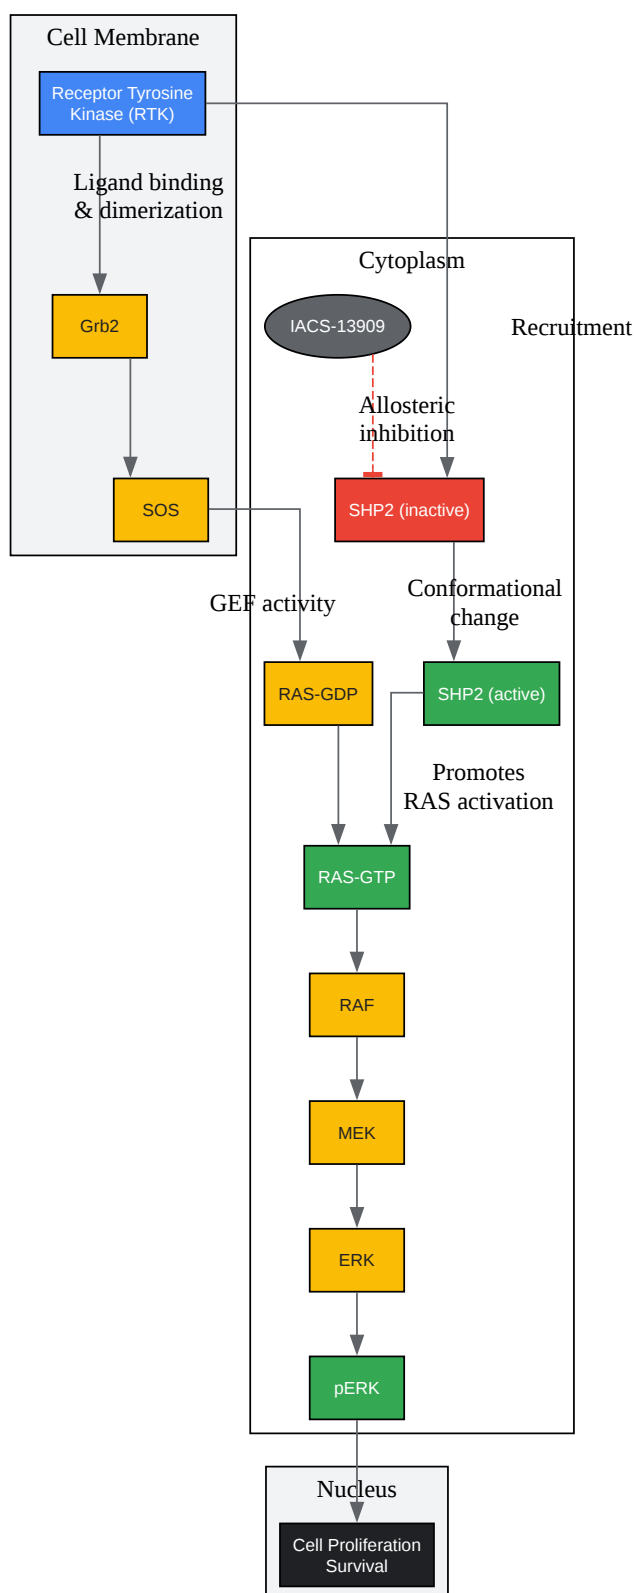 Cell Membrane
Receptor Tyrosine
Kinase (RTK)
Ligand binding
& dimerization
Cytoplasm
Grb2
IACS-13909
Recruitment
Allosteric
inhibition
SOS
SHP2 (inactive)
GEF activity
Conformational
change
RAS-GDP
SHP2 (active)
Promotes
RAS activation
RAS-GTP
RAF
MEK
ERK
pERK
Nucleus
Cell Proliferation
Survival